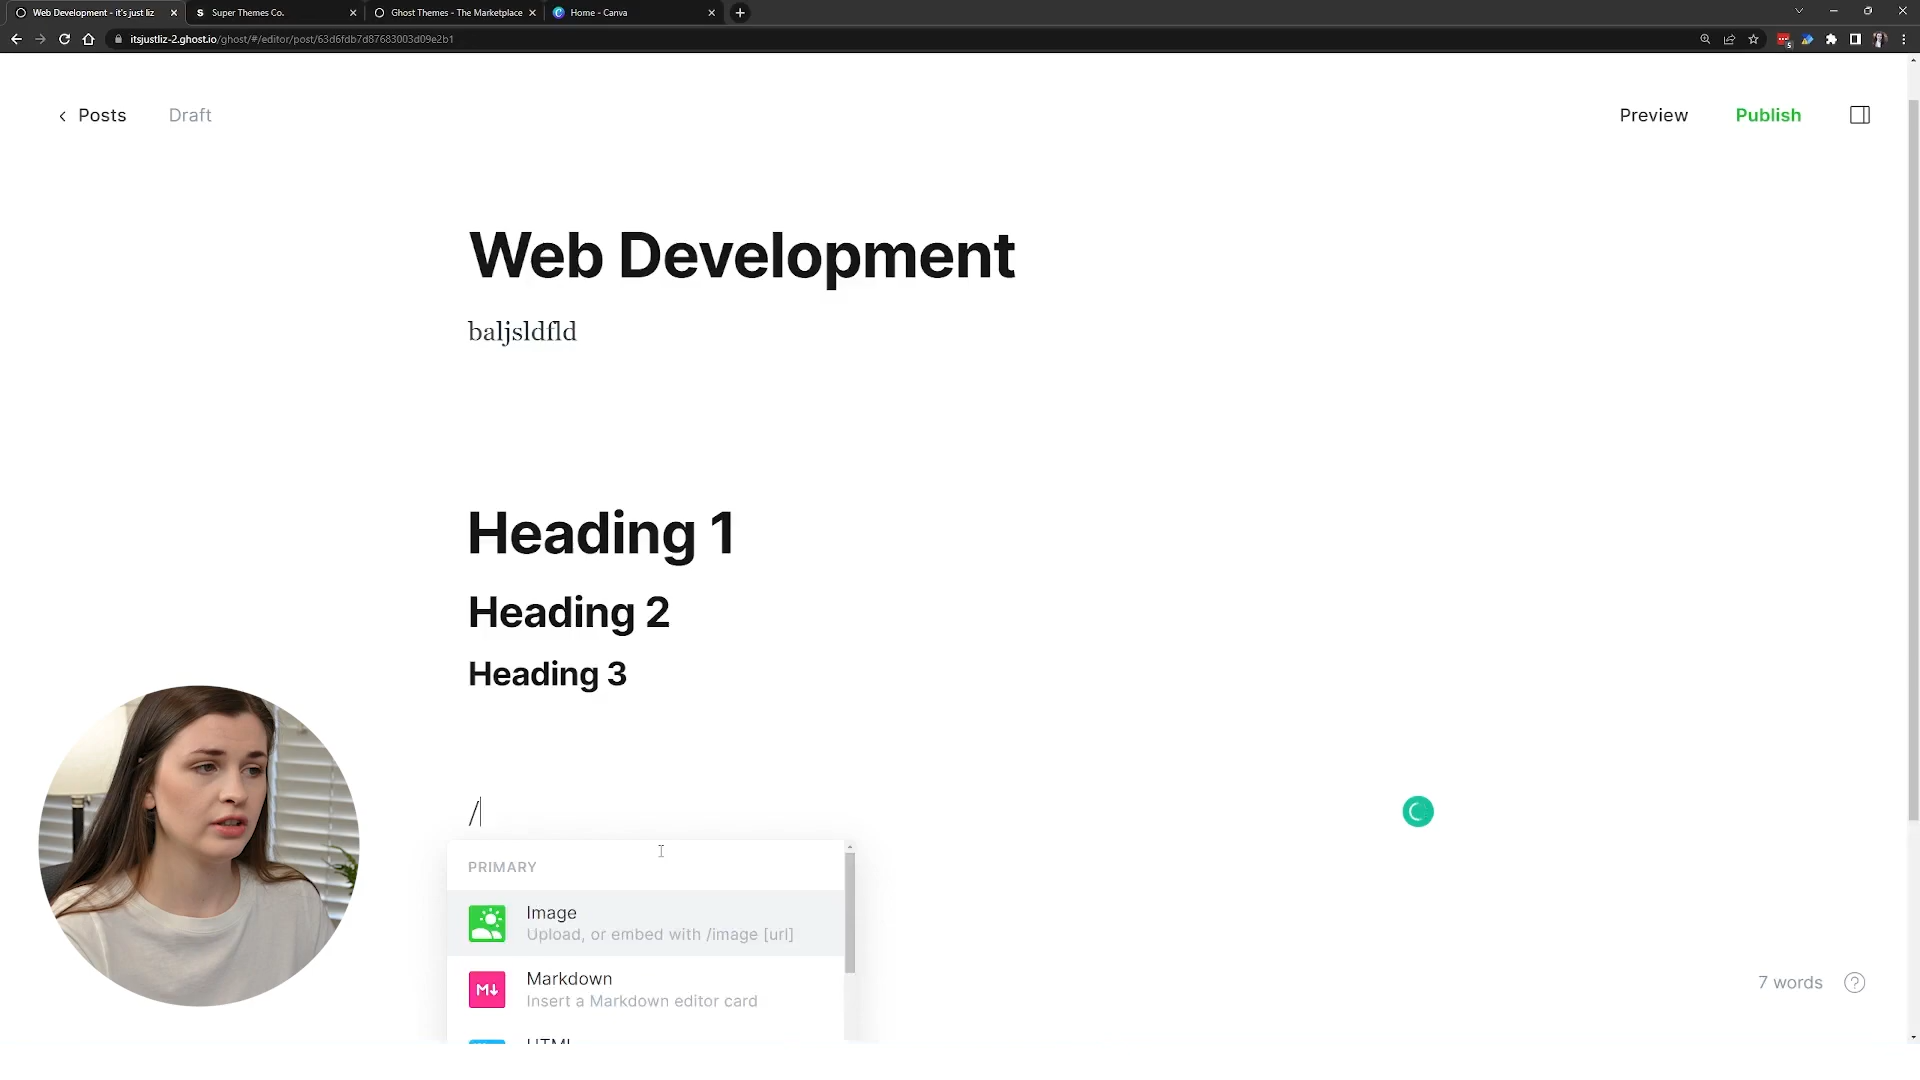 Web Development - it's just liz
S Super Themes Co.
Ghost Themes - The Marketplace
Home - Canva
itsjustliz-2.ghost.io/ghost/#/editor/post/63d6fdb7d87683003d09e2b1
Posts
Draft
Preview
Publish
Web Development
baljsldfld
Heading 1
Heading 2
Heading 3
/
PRIMARY
Image
Upload, or embed with /image [url]
M↓
Markdown
Insert a Markdown editor card
HTML
7 words
?